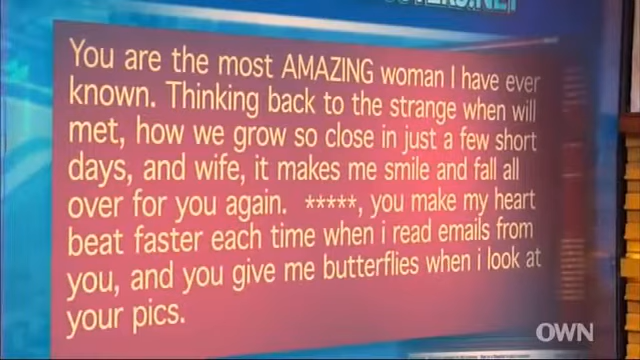 You are the most AMAZING woman I have ever
known. Thinking back to the strange when will
met, how we grow so close in just a few short
days, and wife, it makes me smile and fall all
over for you again. *****, you make my heart
beat faster each time when i read emails from
you, and you give me butterflies when i look at
your pics.
OWN